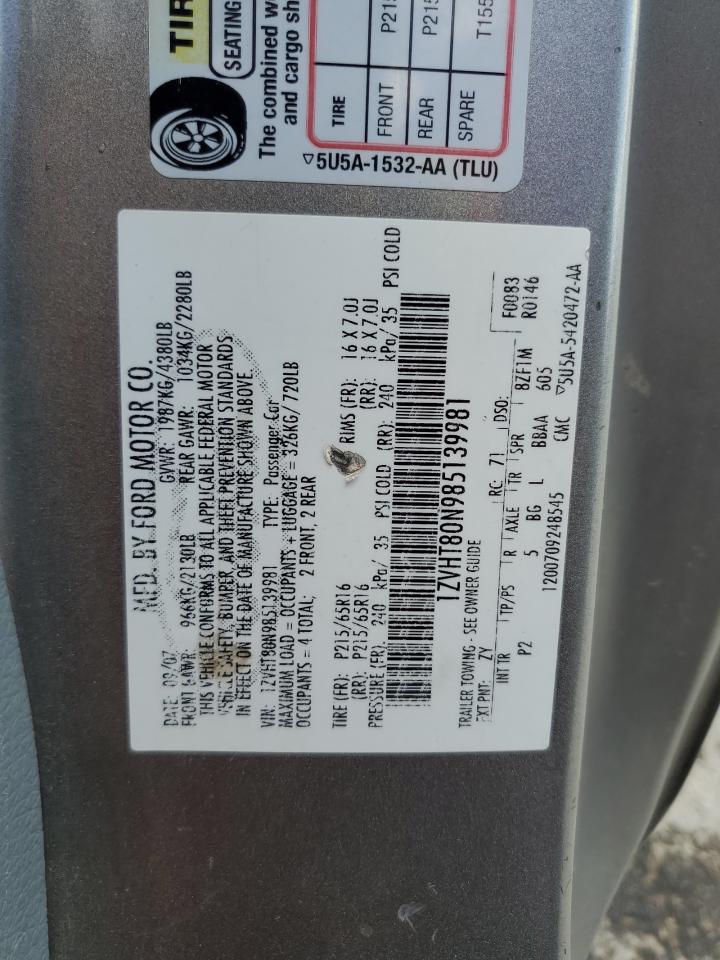 TIR
SEATING
The combined we
and cargo sh
TIRE
FRONT P215
REAR P215
SPARE T155
▽5U5A-1532-AA (TLU)
MFD. BY FORD MOTOR CO.
DATE: 09/07 GVWR: 1987KG/4380LB
FRONT GAWR: 966KG/2130LB REAR GAWR: 1034KG/2280LB
THIS VEHICLE CONFORMS TO ALL APPLICABLE FEDERAL MOTOR
VEHICLE SAFETY, BUMPER, AND THEFT PREVENTION STANDARDS
IN EFFECT ON THE DATE OF MANUFACTURE SHOWN ABOVE.
VIN: 1ZVHT80N985139981 TYPE: Passenger Car
MAXIMUM LOAD = OCCUPANTS + LUGGAGE = 326KG/720LB
OCCUPANTS = 4 TOTAL; 2 FRONT, 2 REAR
TIRE (FR): P215/65R16 RIMS (FR): 16 X 7.0J
(RR): P215/65R16 (RR): 16 X 7.0J
PRESSURE (FR): 240 kPa/ 35 PSI COLD (RR): 240 kPa/ 35 PSI COLD
1ZVHT80N985139981
TRAILER TOWING - SEE OWNER GUIDE
EXT PNT: ZY RC: 71 DSO: F0083
INT TR TP/PS R AXLE TR SPR R0146
P2 5 BG L BBAA BZF1M
605
1200709248545 CMC ▽5U5A-5420472-AA